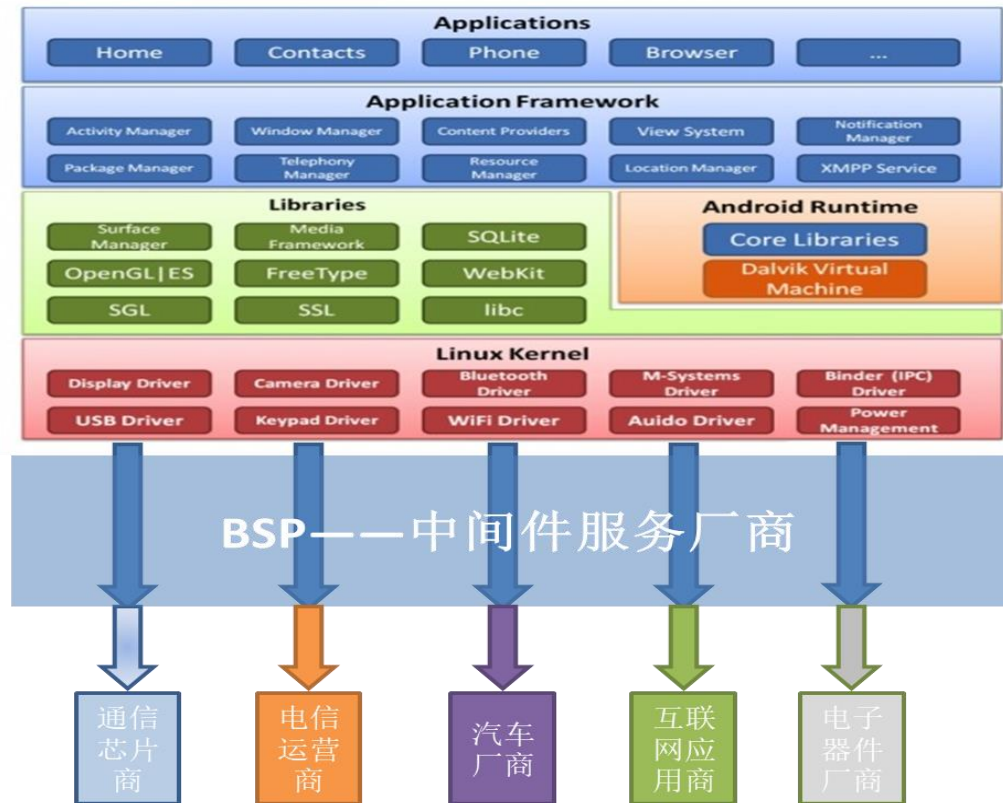 Applications
Home Contacts Phone Browser ...
Application Framework
Activity Manager Window Manager Content Providers View System Notification Manager
Package Manager Telephony Manager Resource Manager Location Manager XMPP Service
Libraries
Surface Manager Media Framework SQLite
OpenGL|ES FreeType WebKit
SGL SSL libc
Android Runtime
Core Libraries
Dalvik Virtual
Machine
Linux Kernel
Display Driver Camera Driver Bluetooth Driver M-Systems Driver Binder (IPC) Driver
USB Driver Keypad Driver WiFi Driver Auido Driver Power Management
BSP——中间件服务厂商
通信
芯片
商
电信
运营
商
汽车
厂商
互联
网应
用商
电子
器件
厂商